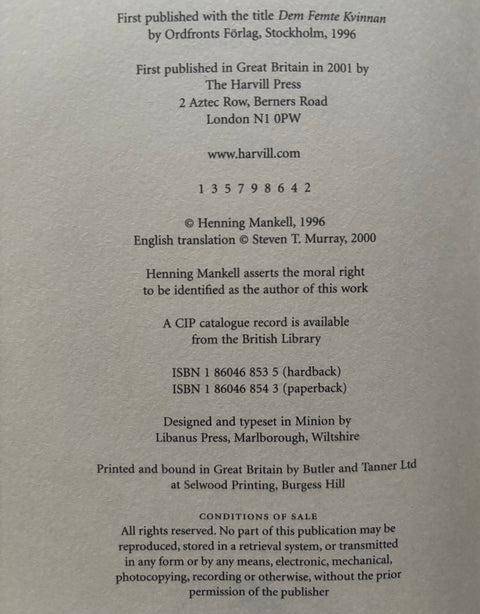 First published with the title Dem Femte Kvinnan
by Ordfronts Förlag, Stockholm, 1996
First published in Great Britain in 2001 by
The Harvill Press
2 Aztec Row, Berners Road
London N1 0PW
www.harvill.com
1 3 5 7 9 8 6 4 2
© Henning Mankell, 1996
English translation © Steven T. Murray, 2000
Henning Mankell asserts the moral right
to be identified as the author of this work
A CIP catalogue record is available
from the British Library
ISBN 1 86046 853 5 (hardback)
ISBN 1 86046 854 3 (paperback)
Designed and typeset in Minion by
Libanus Press, Marlborough, Wiltshire
Printed and bound in Great Britain by Butler and Tanner Ltd
at Selwood Printing, Burgess Hill
CONDITIONS OF SALE
All rights reserved. No part of this publication may be
reproduced, stored in a retrieval system, or transmitted
in any form or by any means, electronic, mechanical,
photocopying, recording or otherwise, without the prior
permission of the publisher